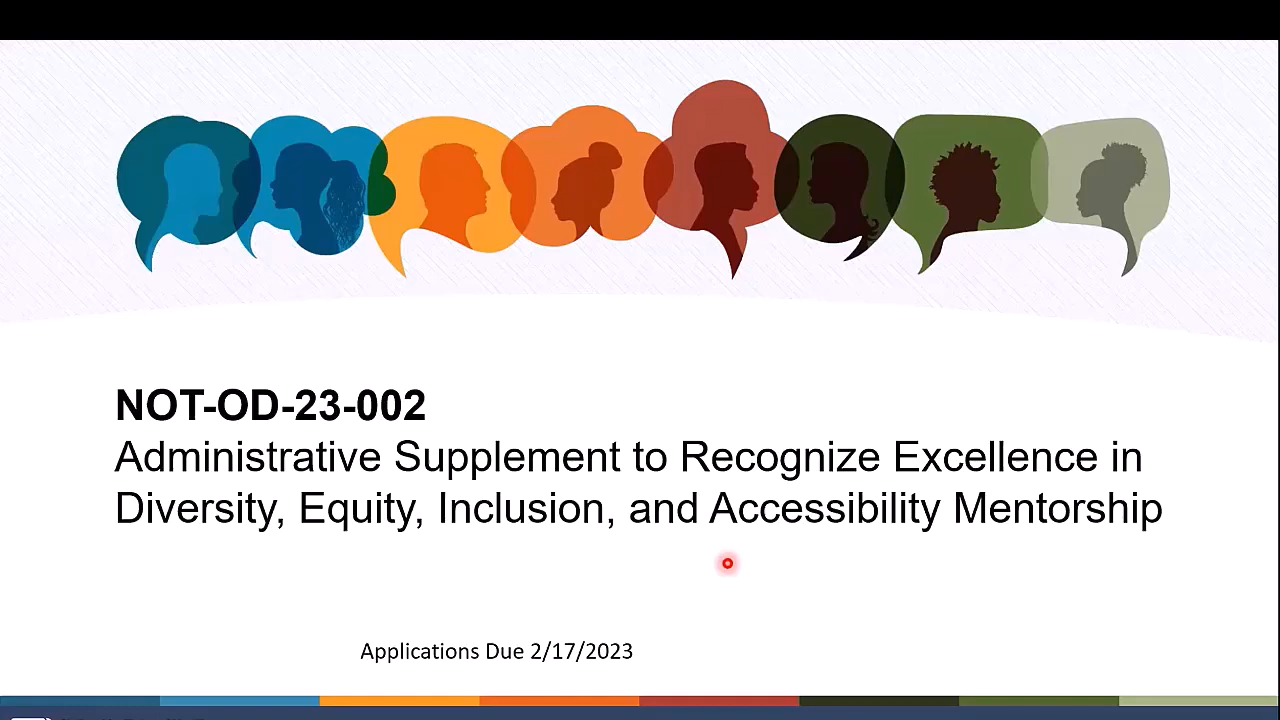 NOT-OD-23-002
Administrative Supplement to Recognize Excellence in
Diversity, Equity, Inclusion, and Accessibility Mentorship
Applications Due 2/17/2023